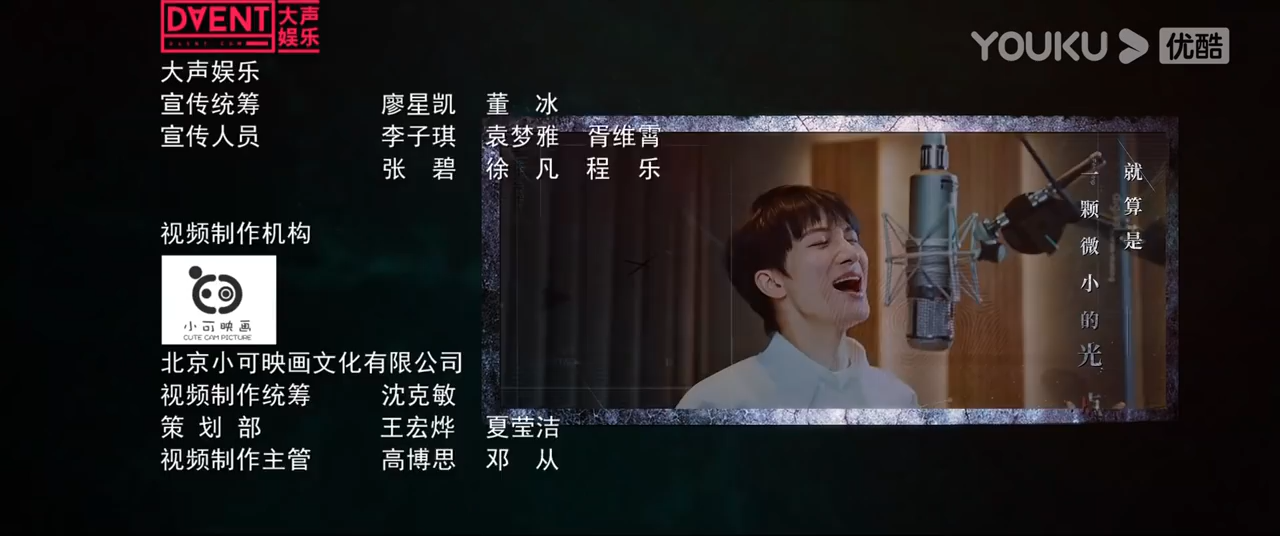 DAENT 大声娱乐
YOUKU 优酷
大声娱乐
宣传统筹 廖星凯 董 冰
宣传人员 李子琪 袁梦雅 胥维霄
张 碧 徐 凡 程 乐
视频制作机构
小可映画
CUTE CAM PICTURE
北京小可映画文化有限公司
视频制作统筹 沈克敏
策 划 部 王宏烨 夏莹洁
视频制作主管 高博思 邓 从
就算是
一颗微小的光